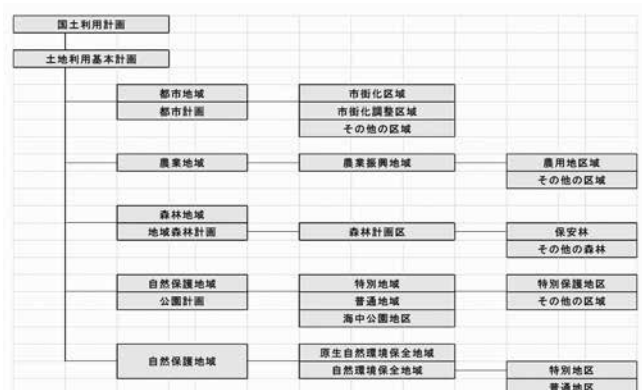 国土利用計画
土地利用基本計画
都市地域 市街化区域
都市計画 市街化調整区域
その他の区域
農業地域 農業振興地域 農用地区域
その他の区域
森林地域
地域森林計画 森林計画区 保安林
その他の森林
自然保護地域 特別地域 特別保護地区
公園計画 普通地域 その他の区域
海中公園地区
自然保護地域 原生自然環境保全地域
自然環境保全地域 特別地区
普通地区